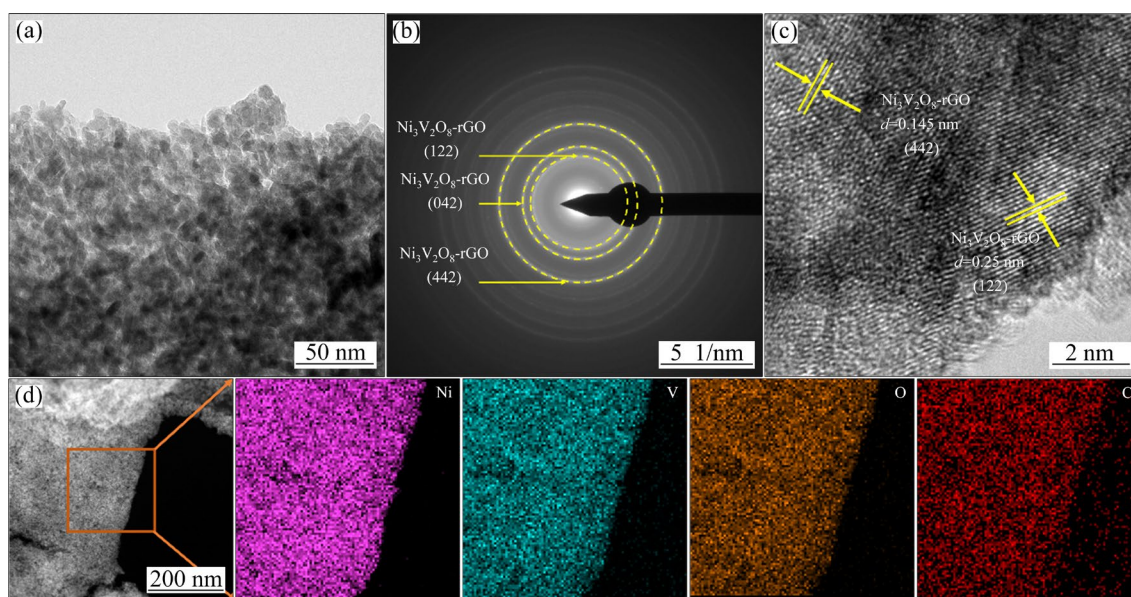 (a)
50 nm
(b)
Ni₃V₂O₈-rGO
(122)
Ni₃V₂O₈-rGO
(042)
Ni₃V₂O₈-rGO
(442)
5 1/nm
(c)
Ni₃V₂O₈-rGO
d=0.145 nm
(442)
Ni₃V₂O₈-rGO
d=0.25 nm
(122)
2 nm
(d)
200 nm
Ni
V
O